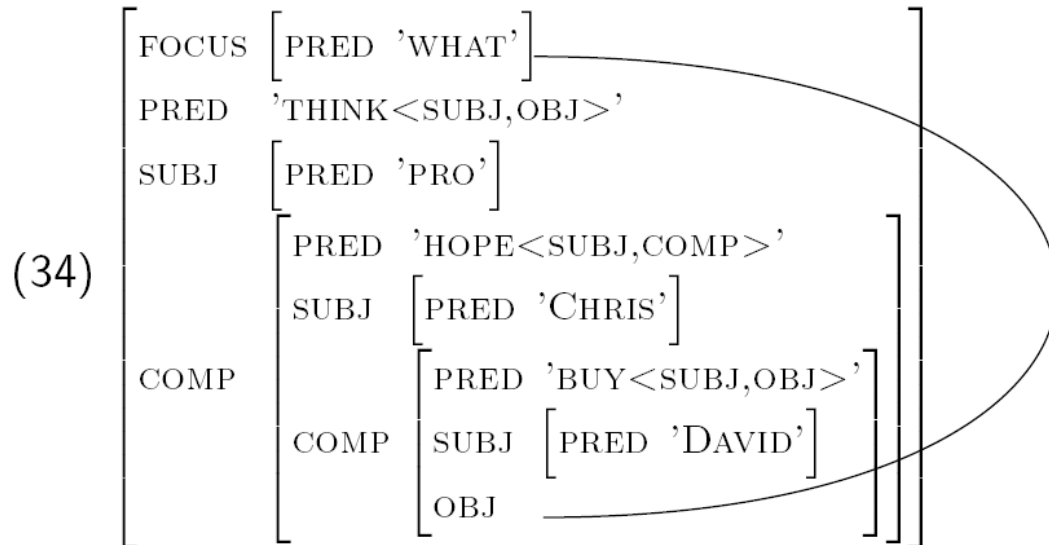 FOCUS [PRED 'WHAT']
PRED 'THINK<SUBJ,OBJ>'
SUBJ [PRED 'PRO']
PRED 'HOPE<SUBJ,COMP>'
(34)
SUBJ [PRED 'CHRIS']
COMP
PRED 'BUY<SUBJ,OBJ>'
COMP SUBJ [PRED 'DAVID']
OBJ